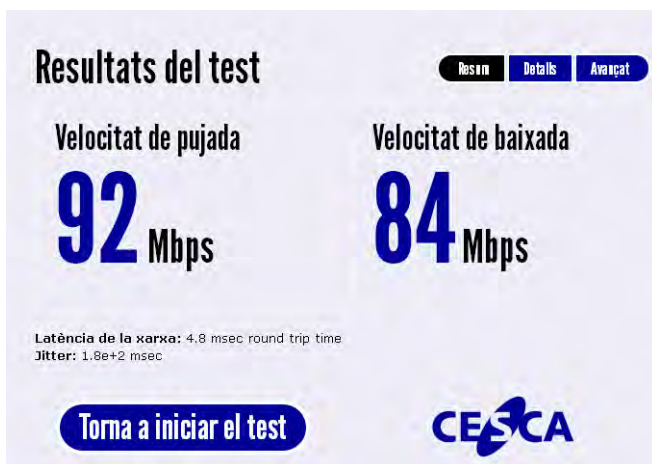 Resultats del test
Resum Detalls Avançat
Velocitat de pujada
Velocitat de baixada
92 Mbps
84 Mbps
Latència de la xarxa: 4.8 msec round trip time
Jitter: 1.8e+2 msec
Torna a iniciar el test
CESCA